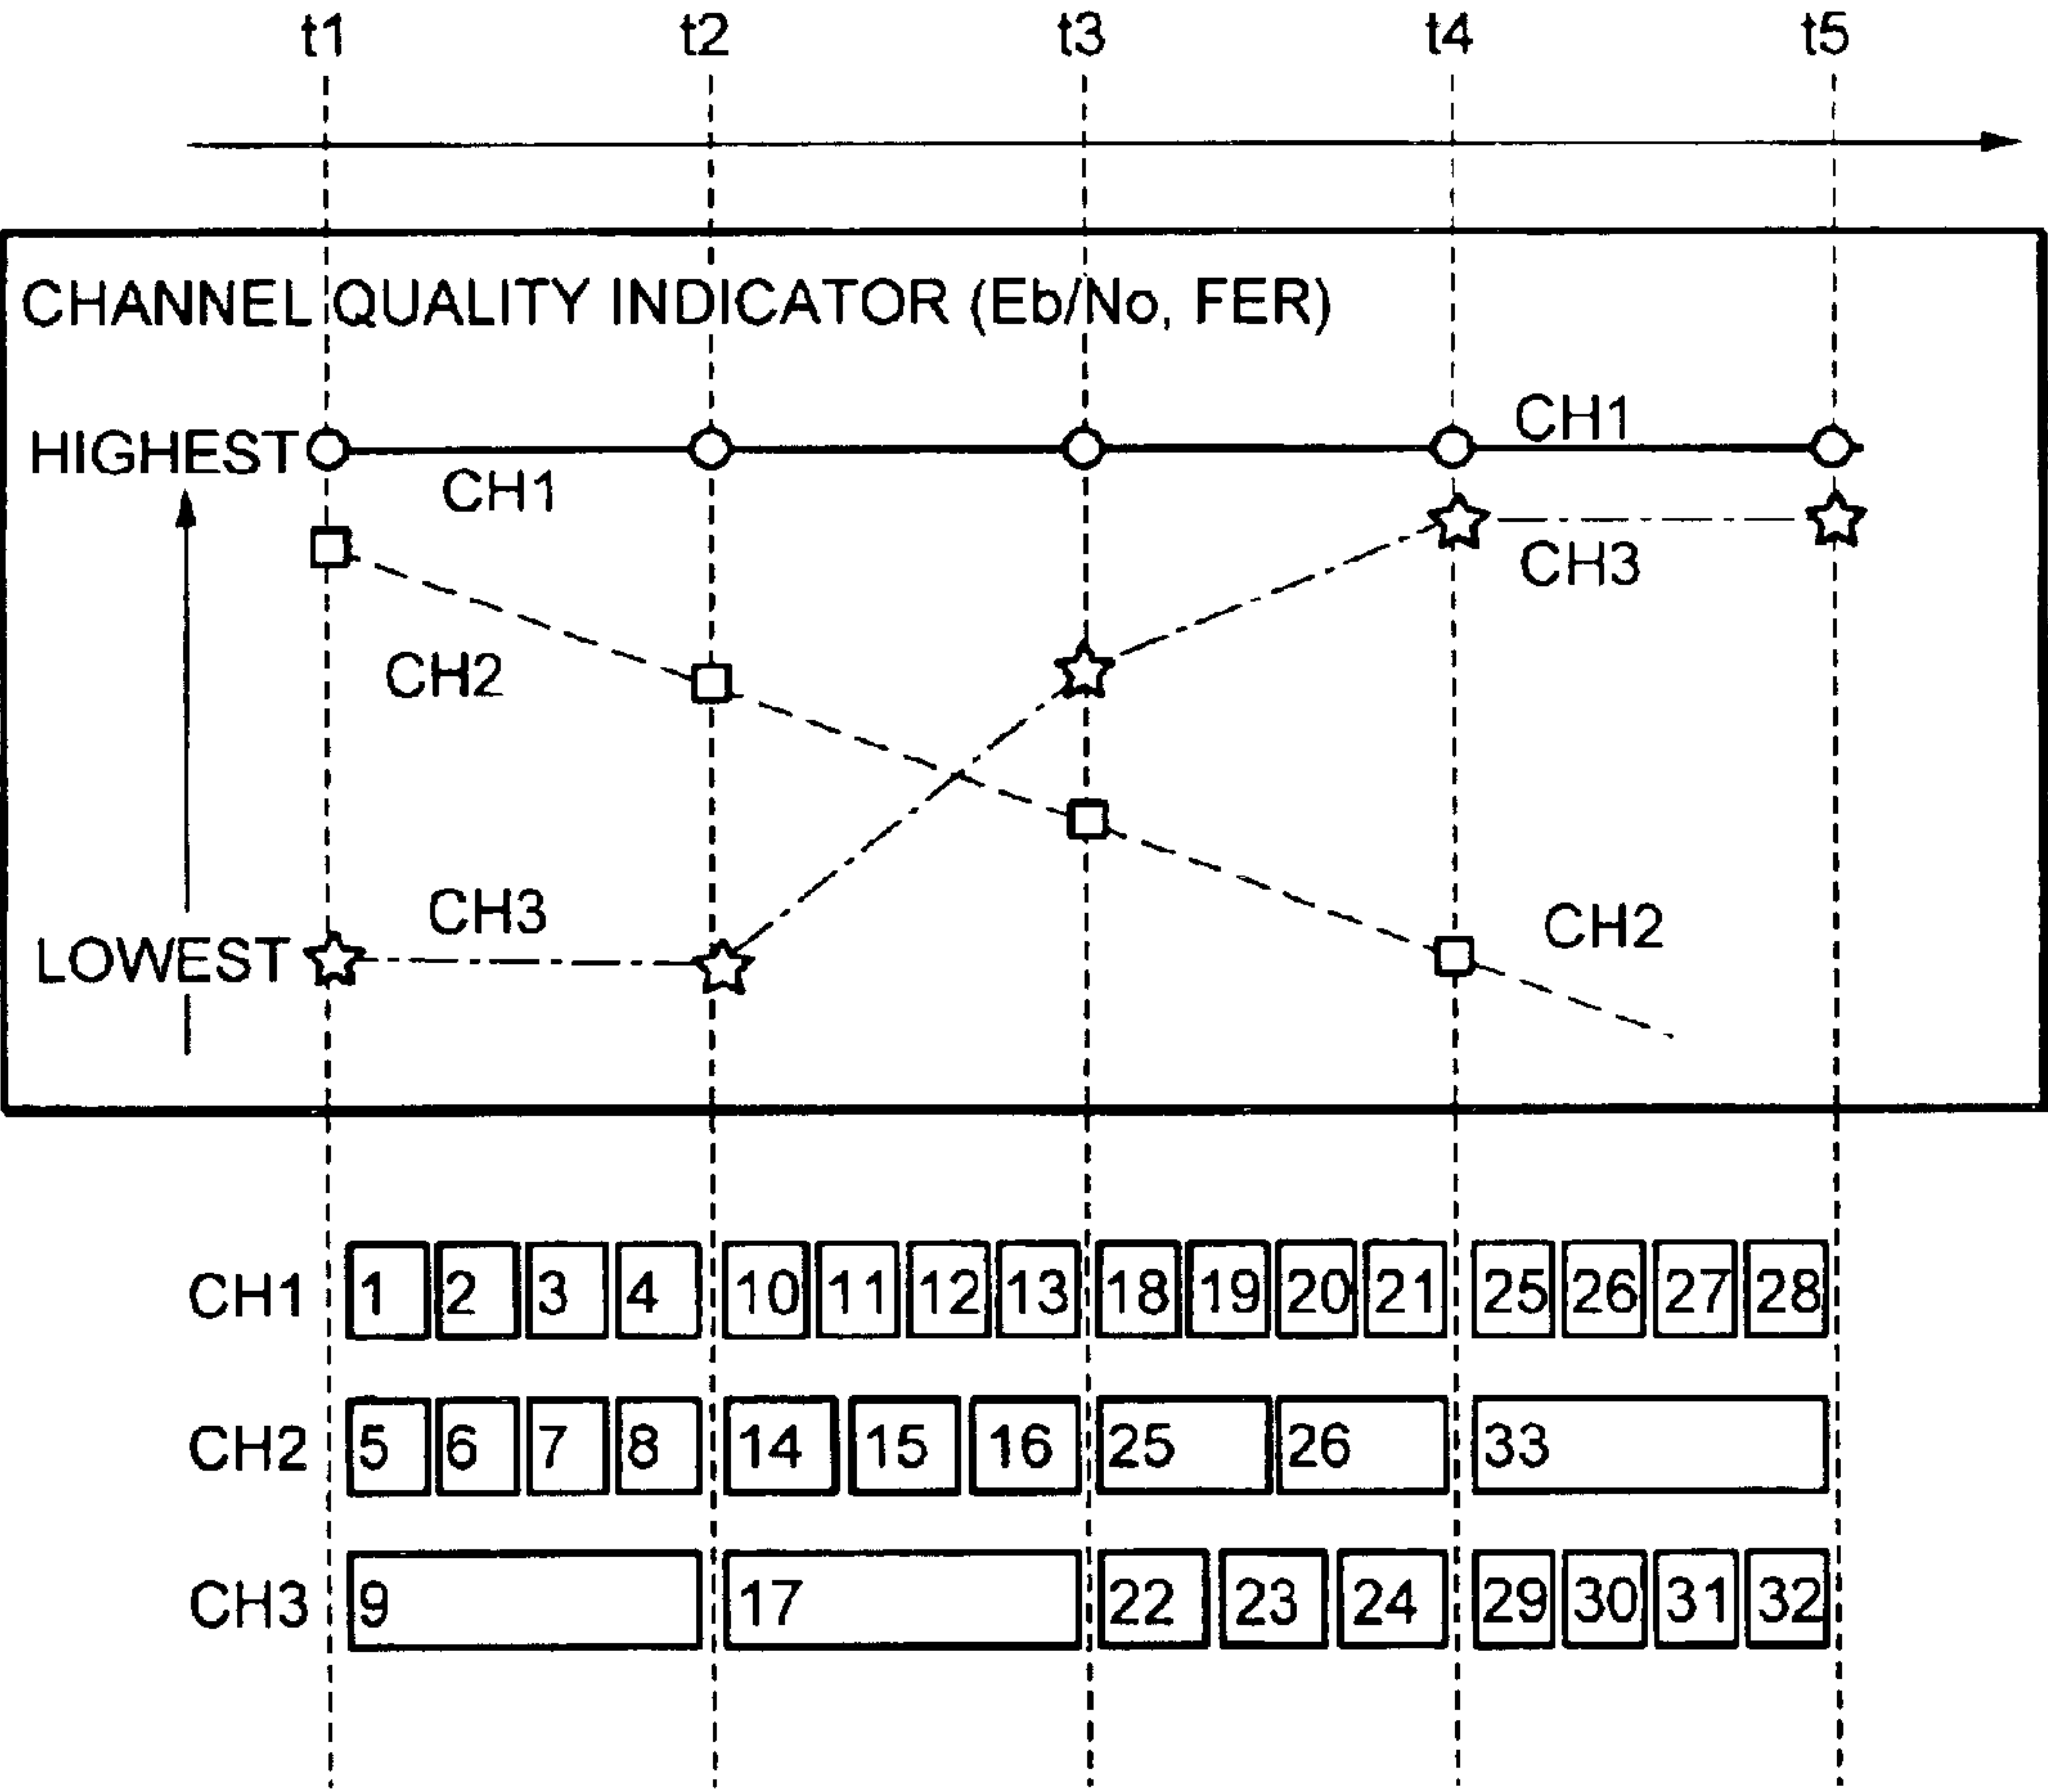 t1 t2 t3 t4 t5
CHANNEL QUALITY INDICATOR (Eb/No, FER)
CH1
HIGHEST
CH1
CH3
CH2
CH3
CH2
LOWEST
CH1 1 2 3 4 10 11 12 13 18 19 20 21 25 26 27 28
CH2 5 6 7 8 14 15 16 25 26 33
CH3 9 17 22 23 24 29 30 31 32